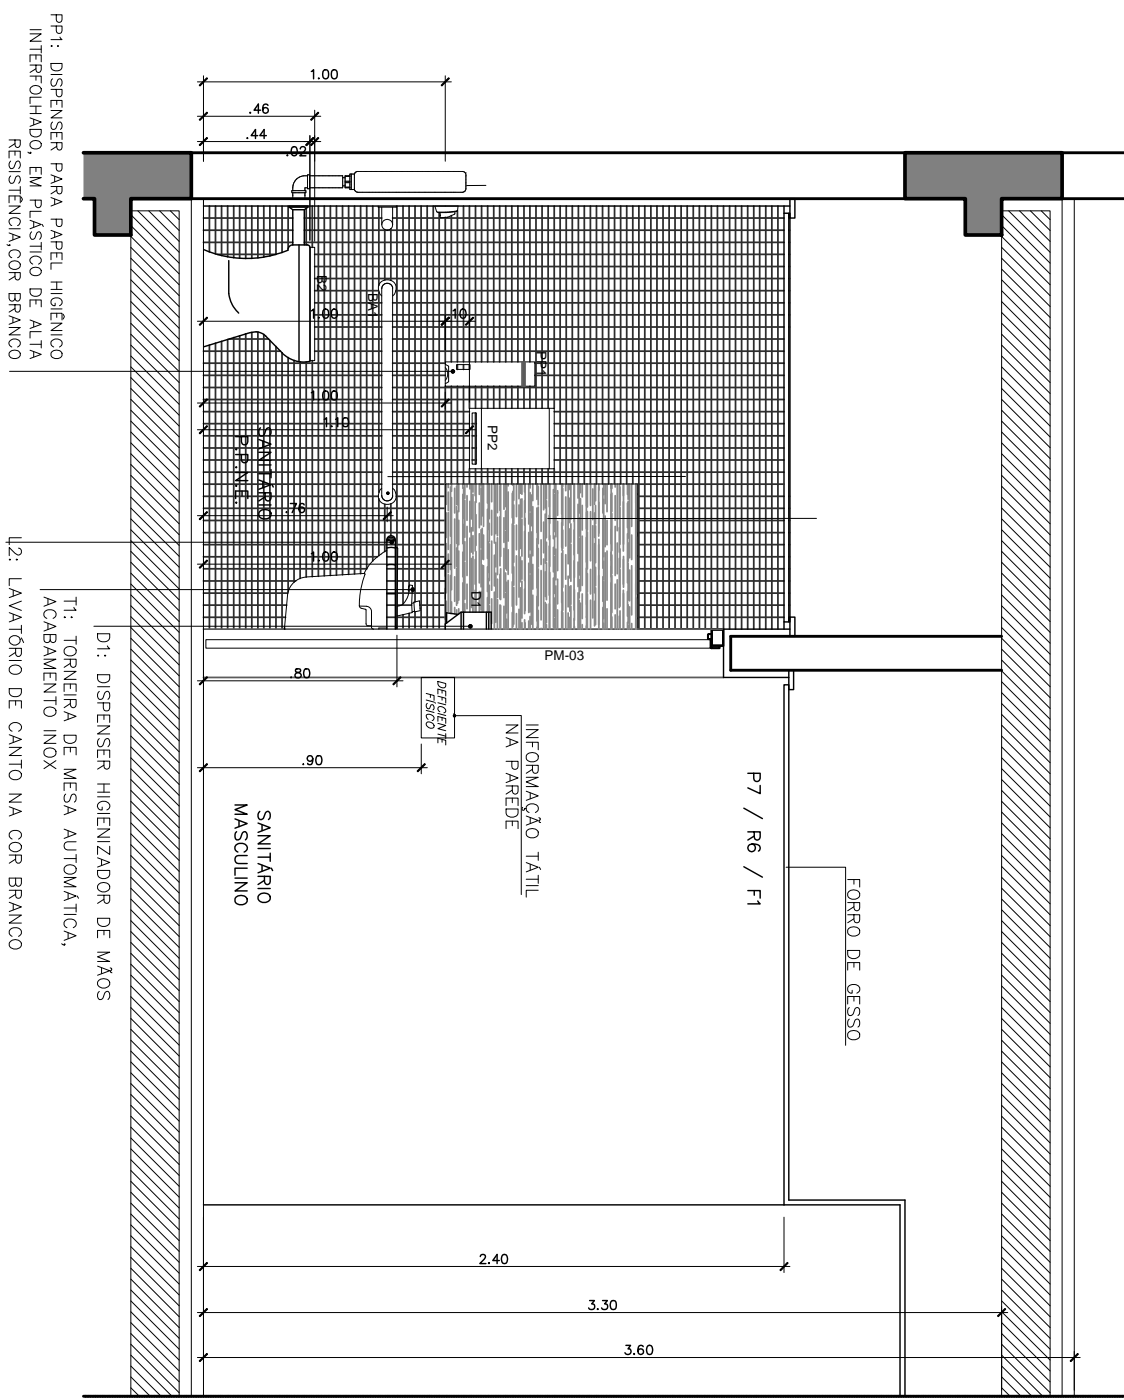 PP1: DISPENSER PARA PAPEL HIGIÊNICO
INTERFOLHADO, EM PLÁSTICO DE ALTA
RESISTÊNCIA,COR BRANCO
1.00
.46
.44
.02
B2
BA1
1.00
.10
PP1
1.00
1.10
PP2
SANITÁRIO
P.P.N.E.
.76
1.00
D1
PM-03
.80
DEFICIENTE
FÍSICO
INFORMAÇÃO TÁTIL
NA PAREDE
.90
P7 / R6 / F1
SANITÁRIO
MASCULINO
FORRO DE GESSO
D1: DISPENSER HIGIENIZADOR DE MÃOS
T1: TORNEIRA DE MESA AUTOMÁTICA,
ACABAMENTO INOX
L2: LAVATÓRIO DE CANTO NA COR BRANCO
2.40
3.30
3.60